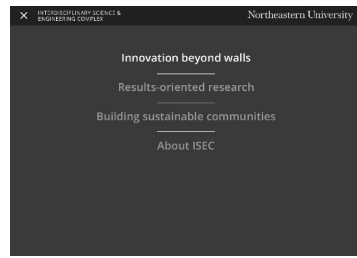 INTERDISCIPLINARY SCIENCE &
ENGINEERING COMPLEX
Northeastern University
Innovation beyond walls
Results-oriented research
Building sustainable communities
About ISEC